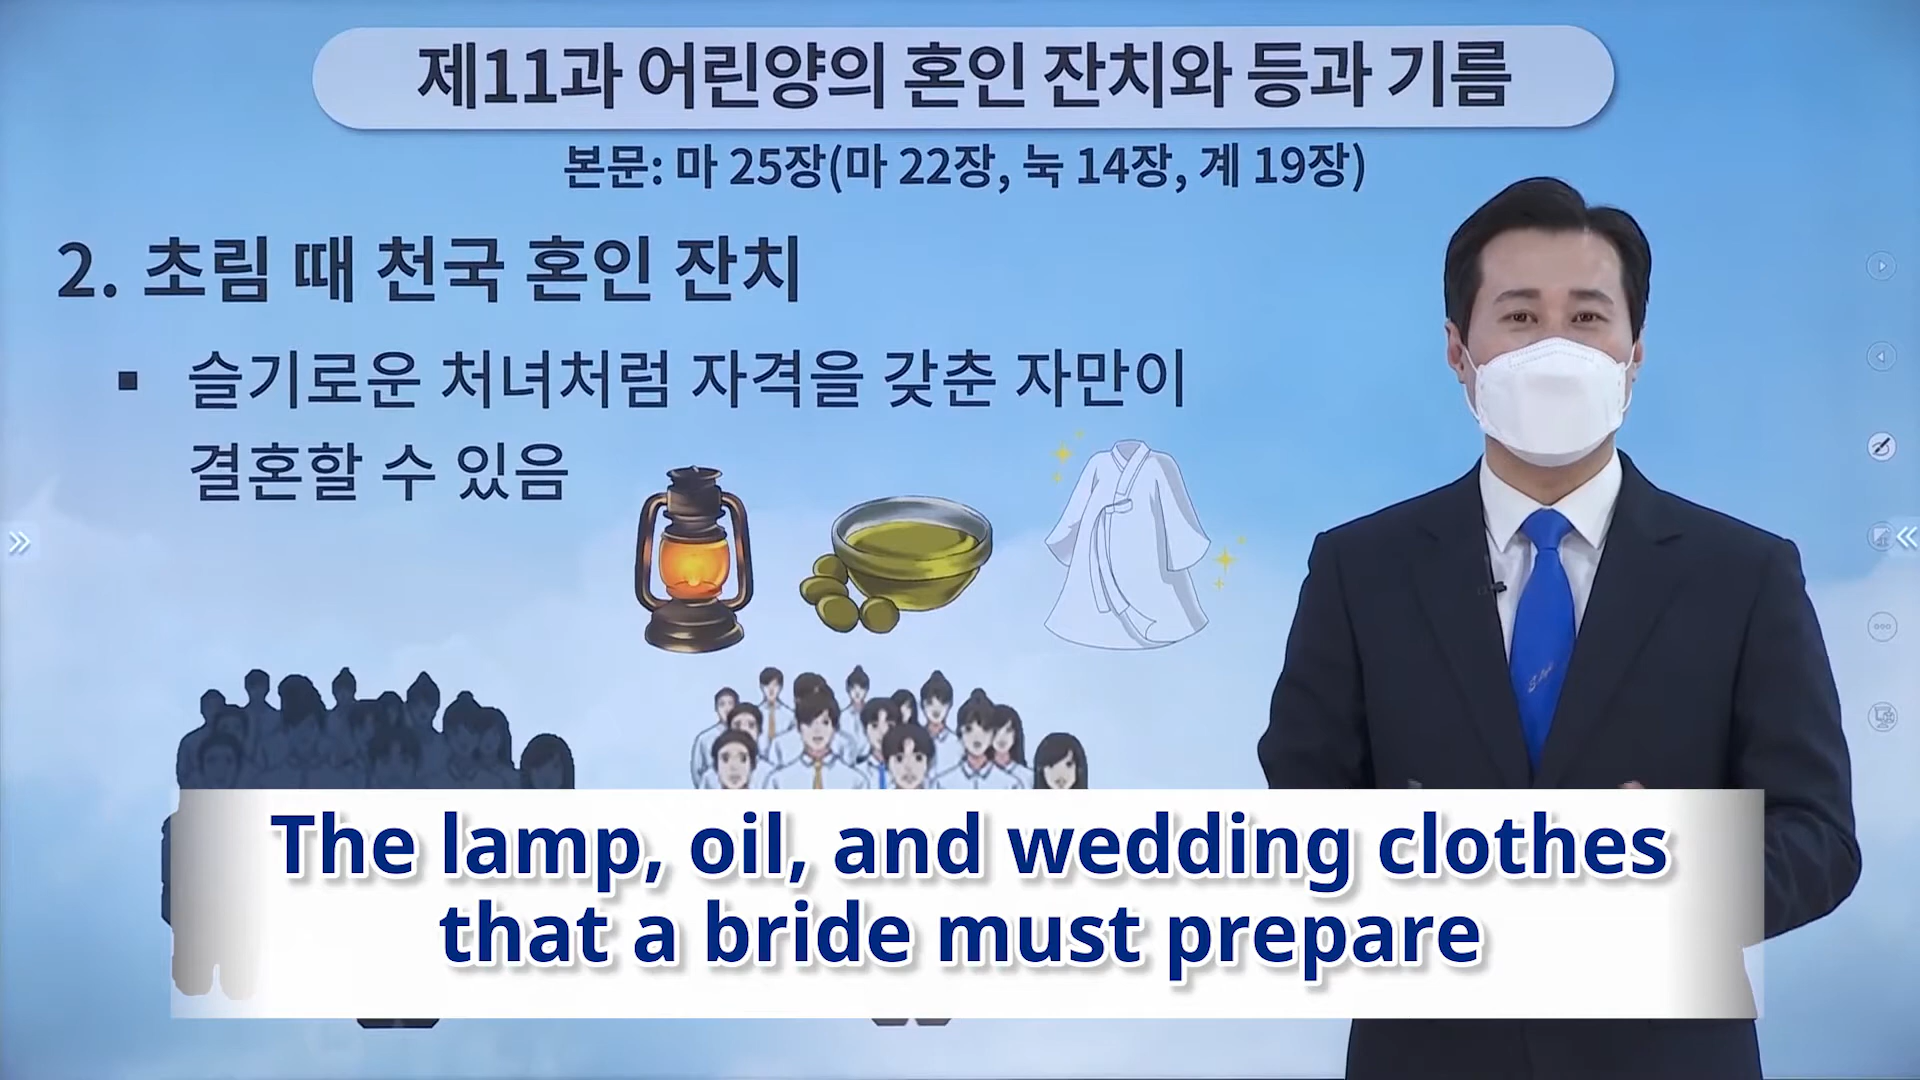 제11과 어린양의 혼인 잔치와 등과 기름
본문: 마 25장(마 22장, 눅 14장, 계 19장)
2. 초림 때 천국 혼인 잔치
▪ 슬기로운 처녀처럼 자격을 갖춘 자만이
결혼할 수 있음
The lamp, oil, and wedding clothes
that a bride must prepare